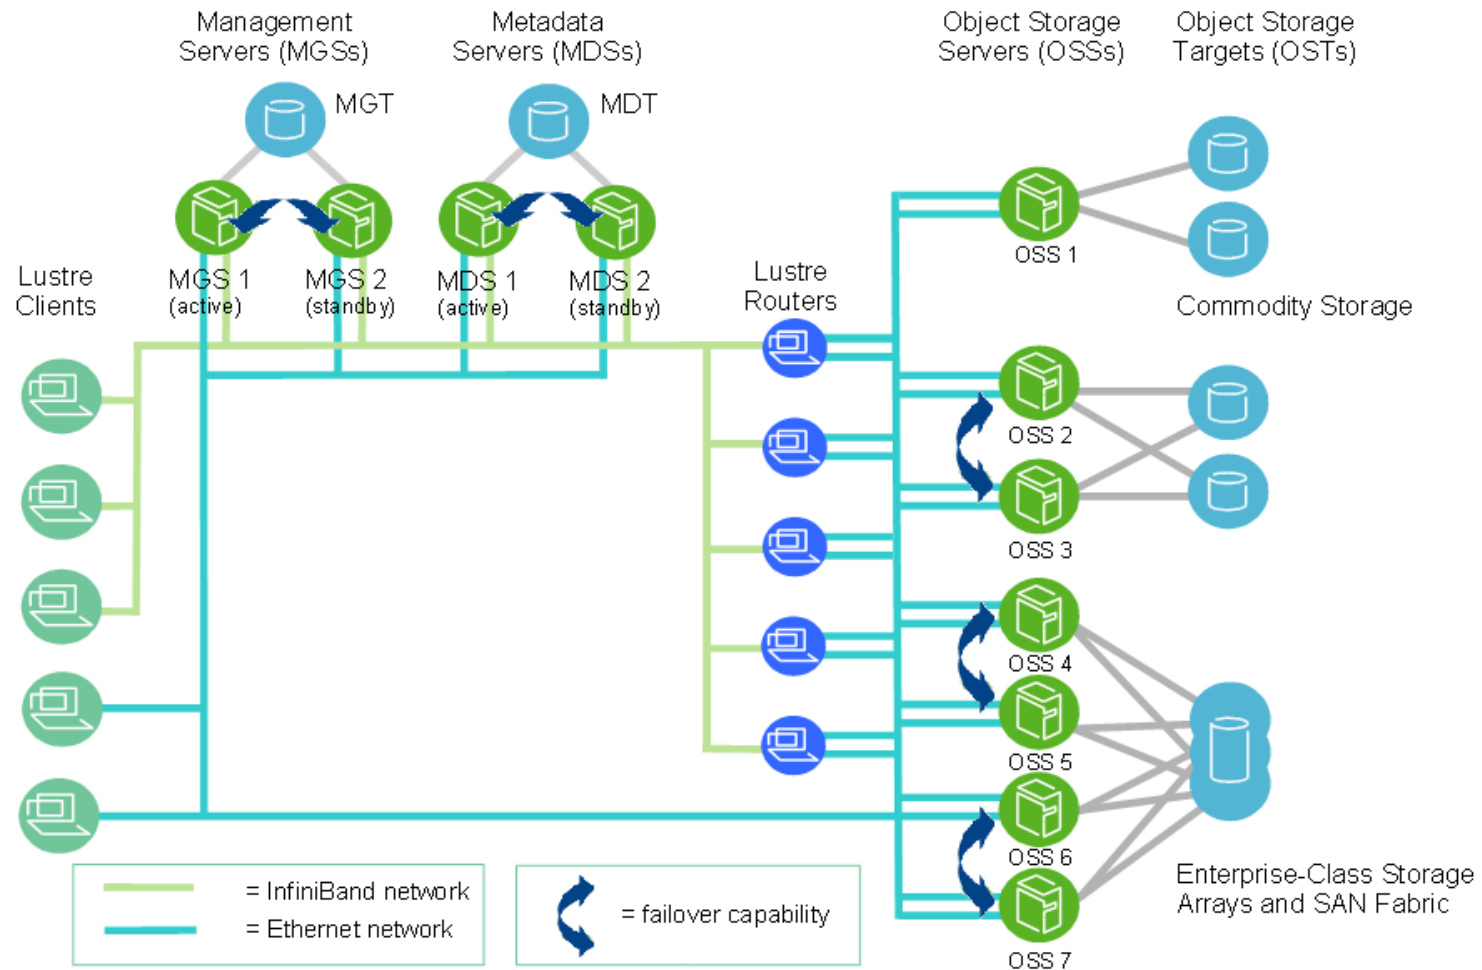 Management
Servers (MGSs)
Metadata
Servers (MDSs)
Object Storage
Servers (OSSs)
Object Storage
Targets (OSTs)
MGT
MDT
MGS 1
(active)
MGS 2
(standby)
MDS 1
(active)
MDS 2
(standby)
Lustre
Clients
Lustre
Routers
OSS 1
Commodity Storage
OSS 2
OSS 3
OSS 4
OSS 5
OSS 6
OSS 7
Enterprise-Class Storage
Arrays and SAN Fabric
= InfiniBand network
= Ethernet network
= failover capability